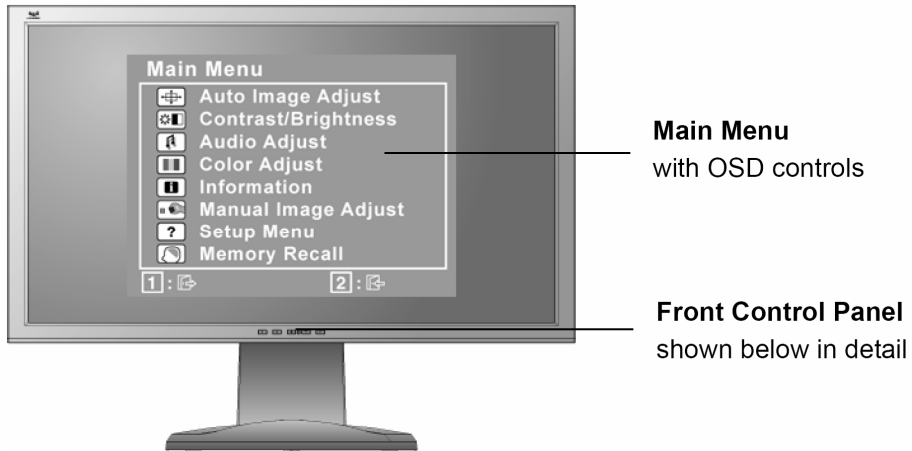 Main Menu
Auto Image Adjust
Contrast/Brightness
Audio Adjust
Color Adjust
Information
Manual Image Adjust
? Setup Menu
Memory Recall
1 : 2 :
Main Menu
with OSD controls
Front Control Panel
shown below in detail